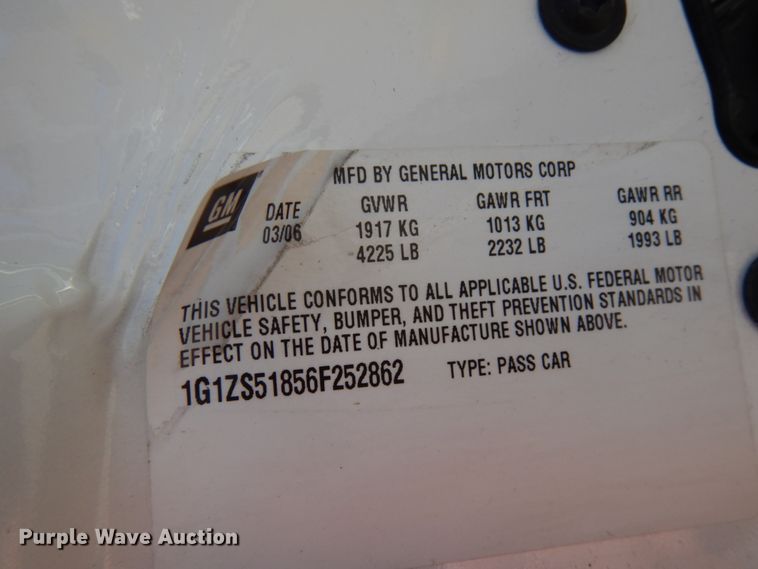 MFD BY GENERAL MOTORS CORP
GM
DATE GVWR GAWR FRT GAWR RR
03/06 1917 KG 1013 KG 904 KG
4225 LB 2232 LB 1993 LB
THIS VEHICLE CONFORMS TO ALL APPLICABLE U.S. FEDERAL MOTOR
VEHICLE SAFETY, BUMPER, AND THEFT PREVENTION STANDARDS IN
EFFECT ON THE DATE OF MANUFACTURE SHOWN ABOVE.
1G1ZS51856F252862 TYPE: PASS CAR
Purple Wave Auction